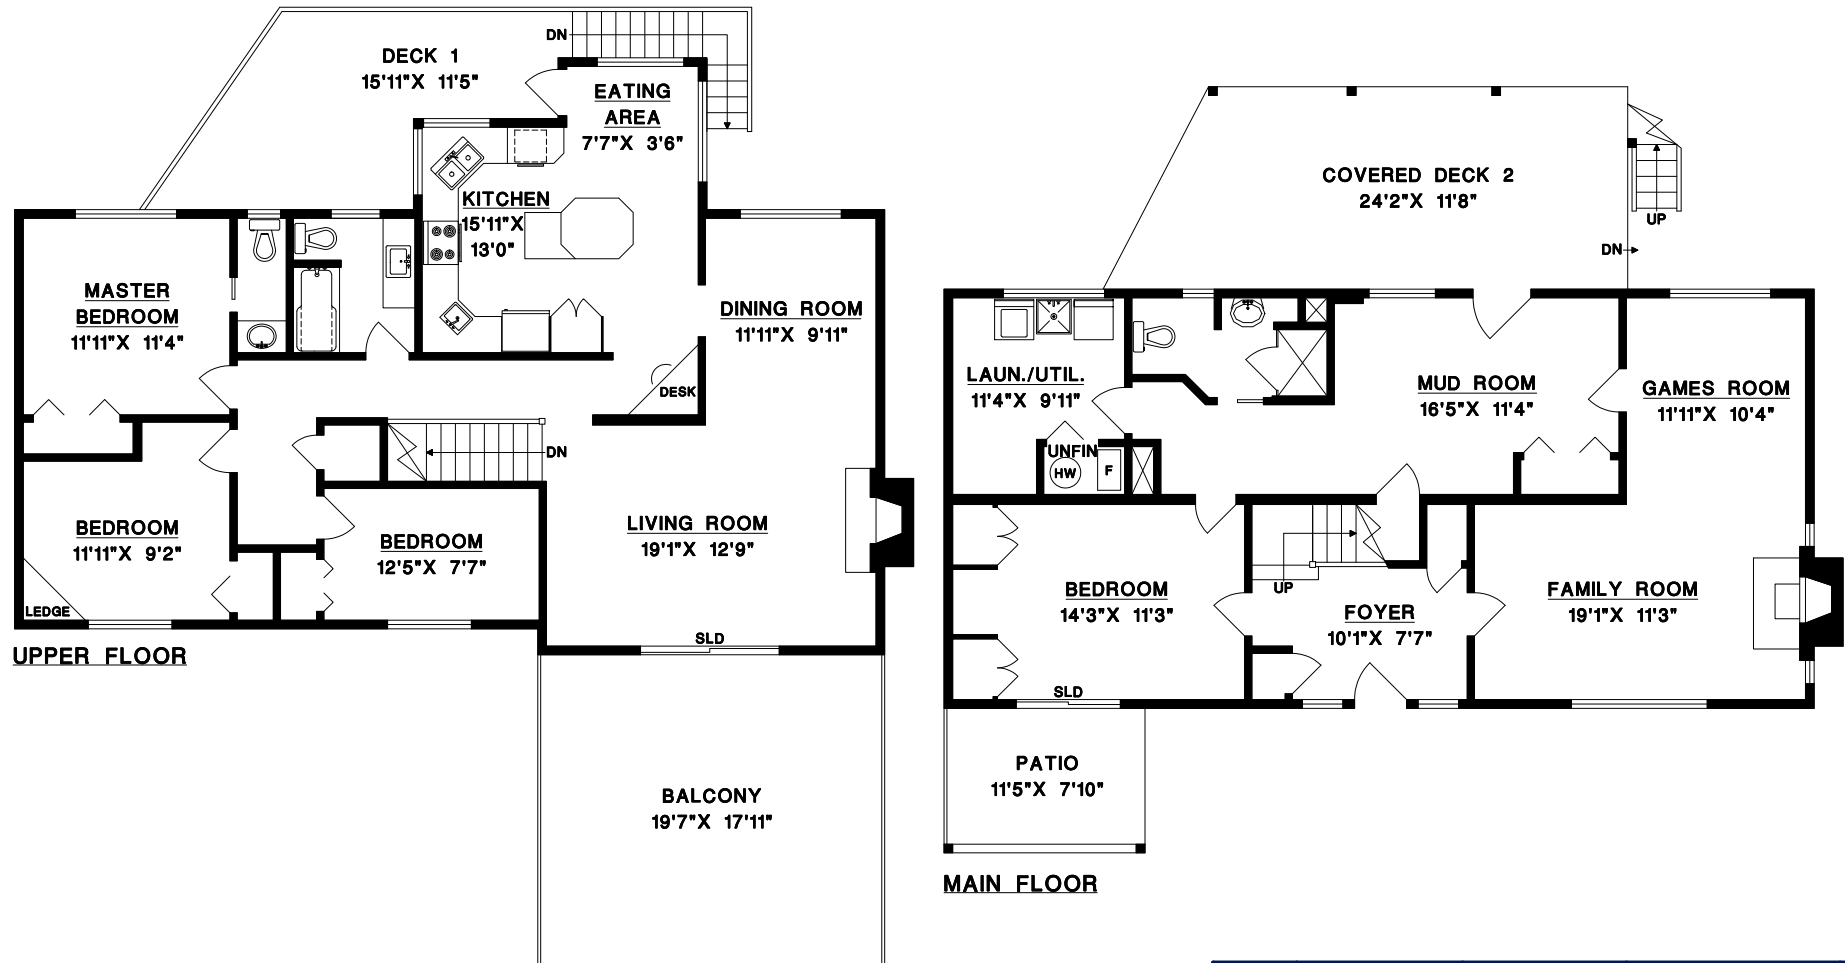 DECK 1
15'11"X 11'5"
DN
EATING
AREA
7'7"X 3'6"
KITCHEN
15'11"X
13'0"
MASTER
BEDROOM
11'11"X 11'4"
DINING ROOM
11'11"X 9'11"
DESK
DN
BEDROOM
11'11"X 9'2"
LEDGE
BEDROOM
12'5"X 7'7"
LIVING ROOM
19'1"X 12'9"
SLD
UPPER FLOOR
BALCONY
19'7"X 17'11"
COVERED DECK 2
24'2"X 11'8"
UP
DN
LAUN./UTIL.
11'4"X 9'11"
UNFIN
HW
F
MUD ROOM
16'5"X 11'4"
GAMES ROOM
11'11"X 10'4"
BEDROOM
14'3"X 11'3"
UP
FOYER
10'1"X 7'7"
FAMILY ROOM
19'1"X 11'3"
SLD
PATIO
11'5"X 7'10"
MAIN FLOOR